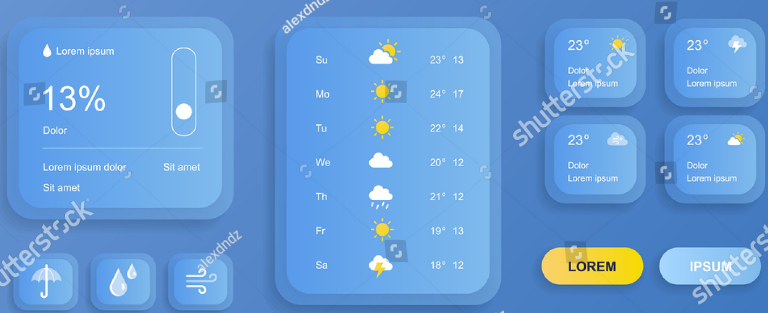 Lorem ipsum
13%
Dolor
Lorem ipsum dolor Sit amet
Sit amet
Su 23° 13
Mo 24° 17
Tu 22° 14
We 20° 12
Th 21° 12
Fr 19° 13
Sa 18° 12
23°
Dolor
Lorem ipsum
23°
Dolor
Lorem ipsum
23°
Dolor
Lorem ipsum
23°
Dolor
Lorem ipsum
LOREM
IPSUM
shutterstock
shutterstock
shutterstock
alexdndz
alexdndz